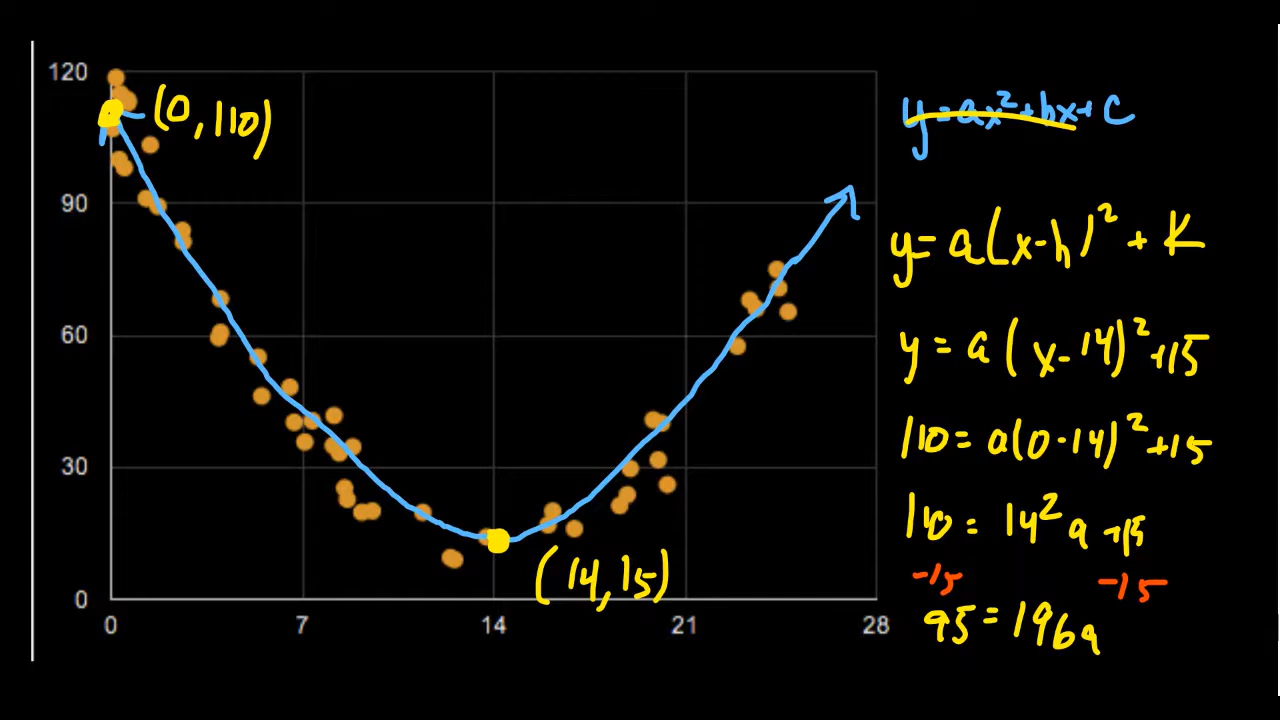 120
90
60
30
0
0 7 14 21 28
(0, 110)
(14, 15)
y = ax² + bx + c
y = a(x-h)² + k
y = a(x-14)² + 15
110 = a(0-14)² + 15
110 = 14² a + 15
-15 -15
95 = 196a